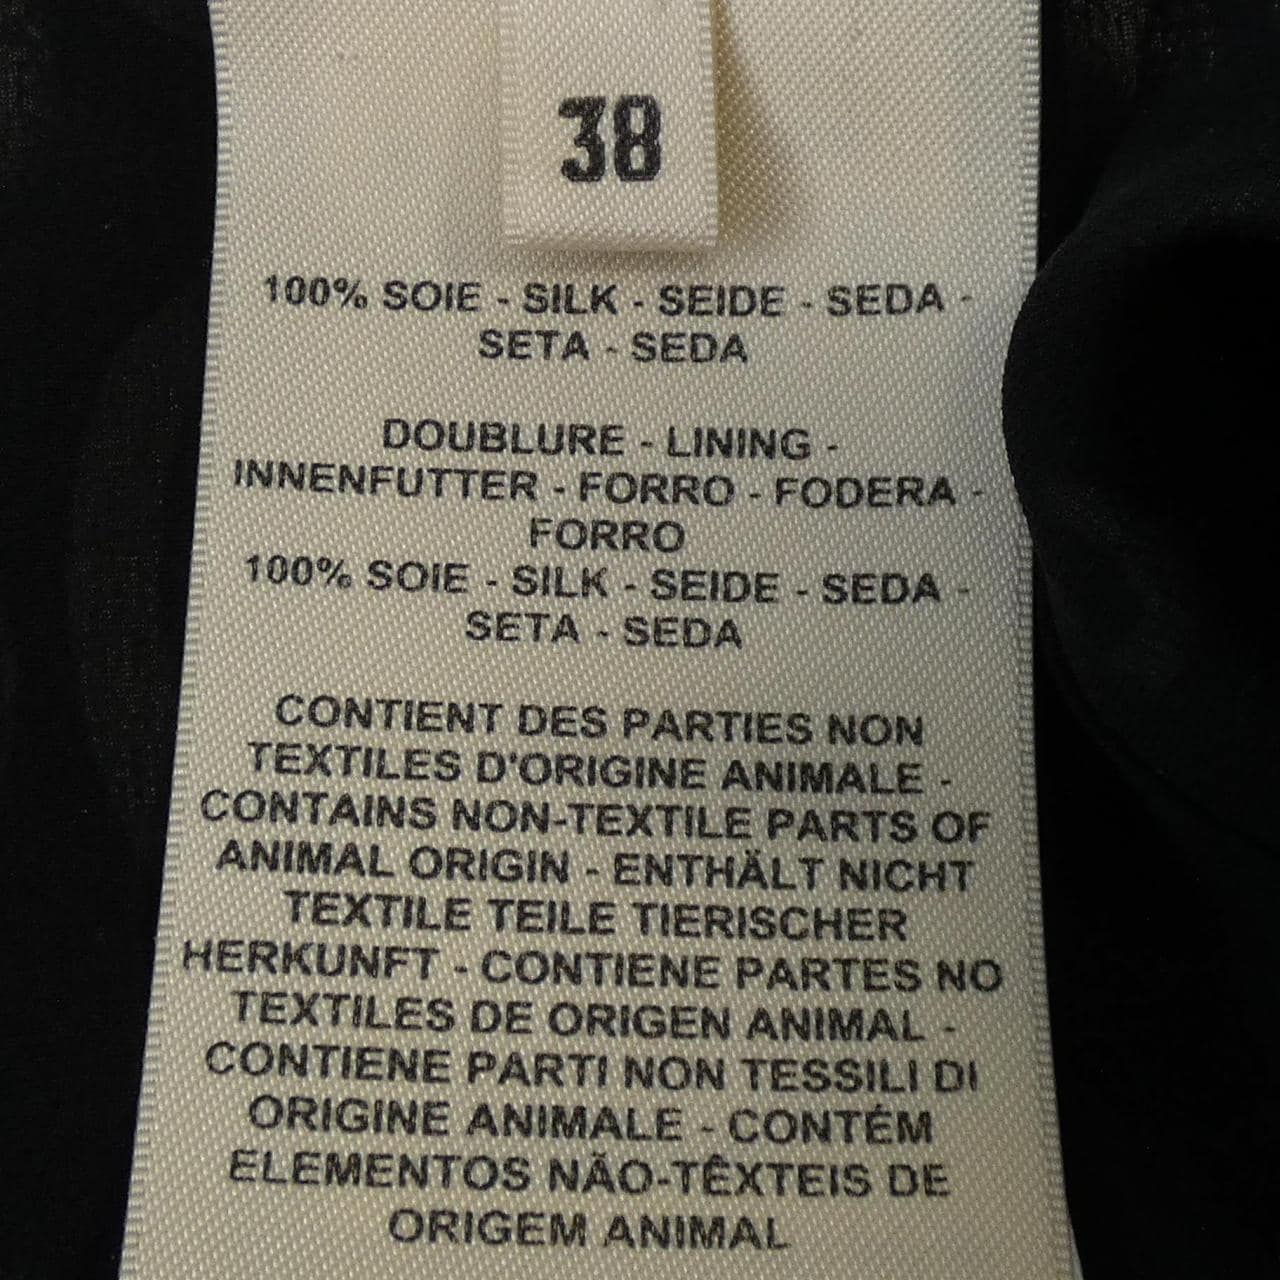 38
100% SOIE - SILK - SEIDE - SEDA -
SETA - SEDA
DOUBLURE - LINING -
INNENFUTTER - FORRO - FODERA -
FORRO
100% SOIE - SILK - SEIDE - SEDA -
SETA - SEDA
CONTIENT DES PARTIES NON
TEXTILES D'ORIGINE ANIMALE -
CONTAINS NON-TEXTILE PARTS OF
ANIMAL ORIGIN - ENTHÄLT NICHT
TEXTILE TEILE TIERISCHER
HERKUNFT - CONTIENE PARTES NO
TEXTILES DE ORIGEN ANIMAL -
CONTIENE PARTI NON TESSILI DI
ORIGINE ANIMALE - CONTÉM
ELEMENTOS NÃO-TÊXTEIS DE
ORIGEM ANIMAL